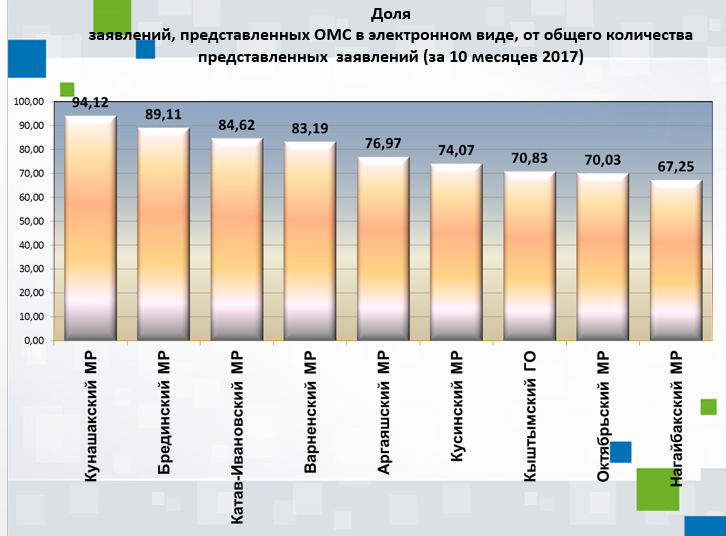 Доля
заявлений, представленных ОМС в электронном виде, от общего количества
представленных заявлений (за 10 месяцев 2017)
100,00
90,00
80,00
70,00
60,00
50,00
40,00
30,00
20,00
10,00
0,00
94,12
89,11
84,62
83,19
76,97
74,07
70,83
70,03
67,25
Кунашакский МР
Брединский МР
Катав-Ивановский МР
Варненский МР
Аргаяшский МР
Кусинский МР
Кыштымский ГО
Октябрьский МР
Нагайбакский МР